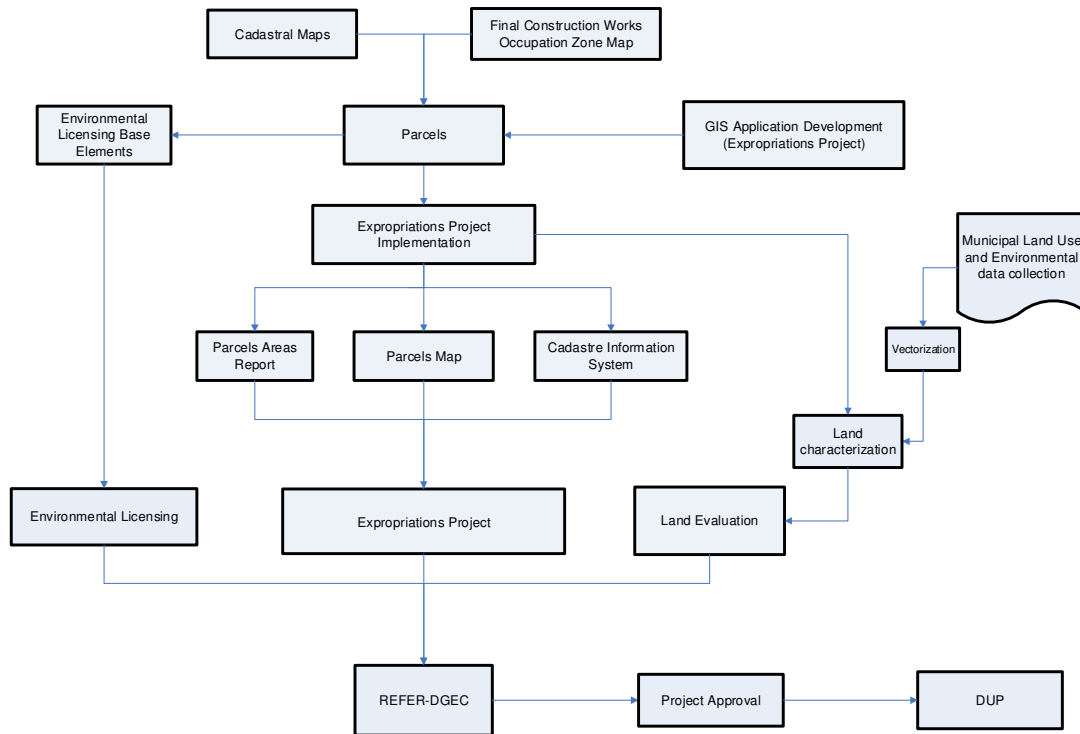 Cadastral Maps
Final Construction Works
Occupation Zone Map
Environmental
Licensing Base
Elements
Parcels
GIS Application Development
(Expropriations Project)
Expropriations Project
Implementation
Municipal Land Use
and Environmental
data collection
Parcels Areas
Report
Parcels Map
Cadastre Information
System
Vectorization
Land
characterization
Environmental Licensing
Expropriations Project
Land Evaluation
REFER-DGEC
Project Approval
DUP